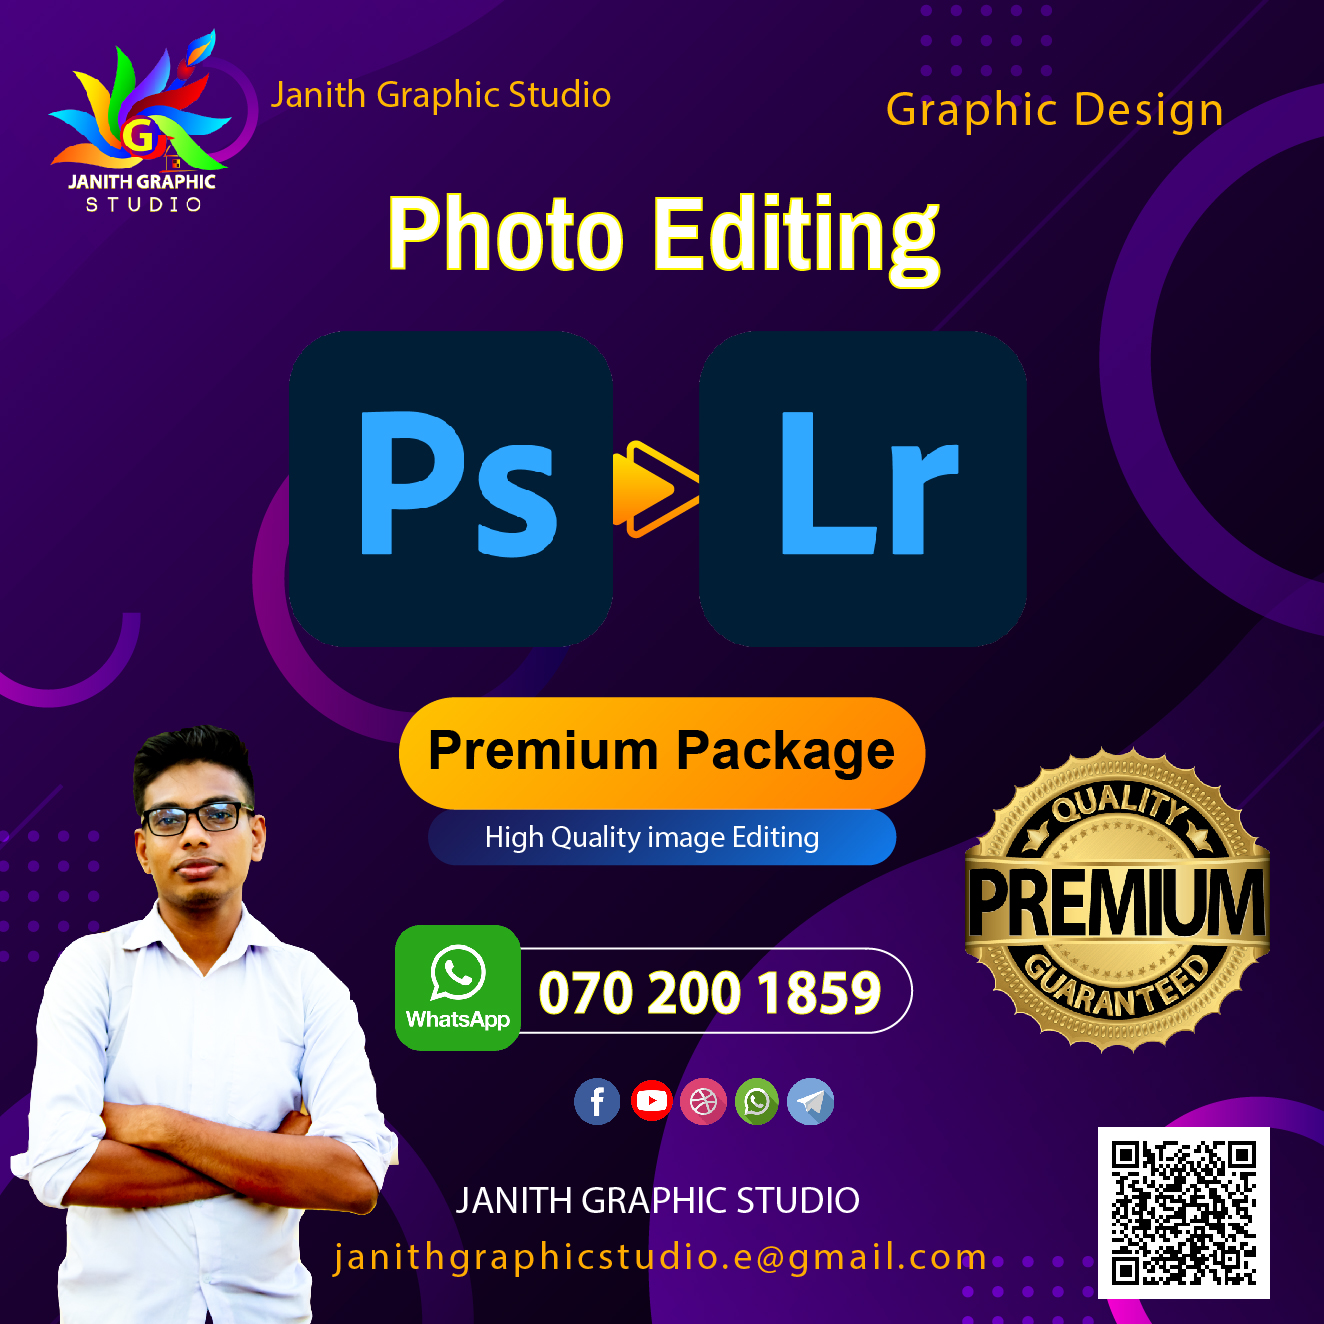 Janith Graphic Studio
Graphic Design
G
JANITH GRAPHIC
STUDIO
Photo Editing
Ps
Lr
Premium Package
High Quality image Editing
QUALITY
PREMIUM
GUARANTEED
WhatsApp
070 200 1859
f
JANITH GRAPHIC STUDIO
janithgraphicstudio.e@gmail.com